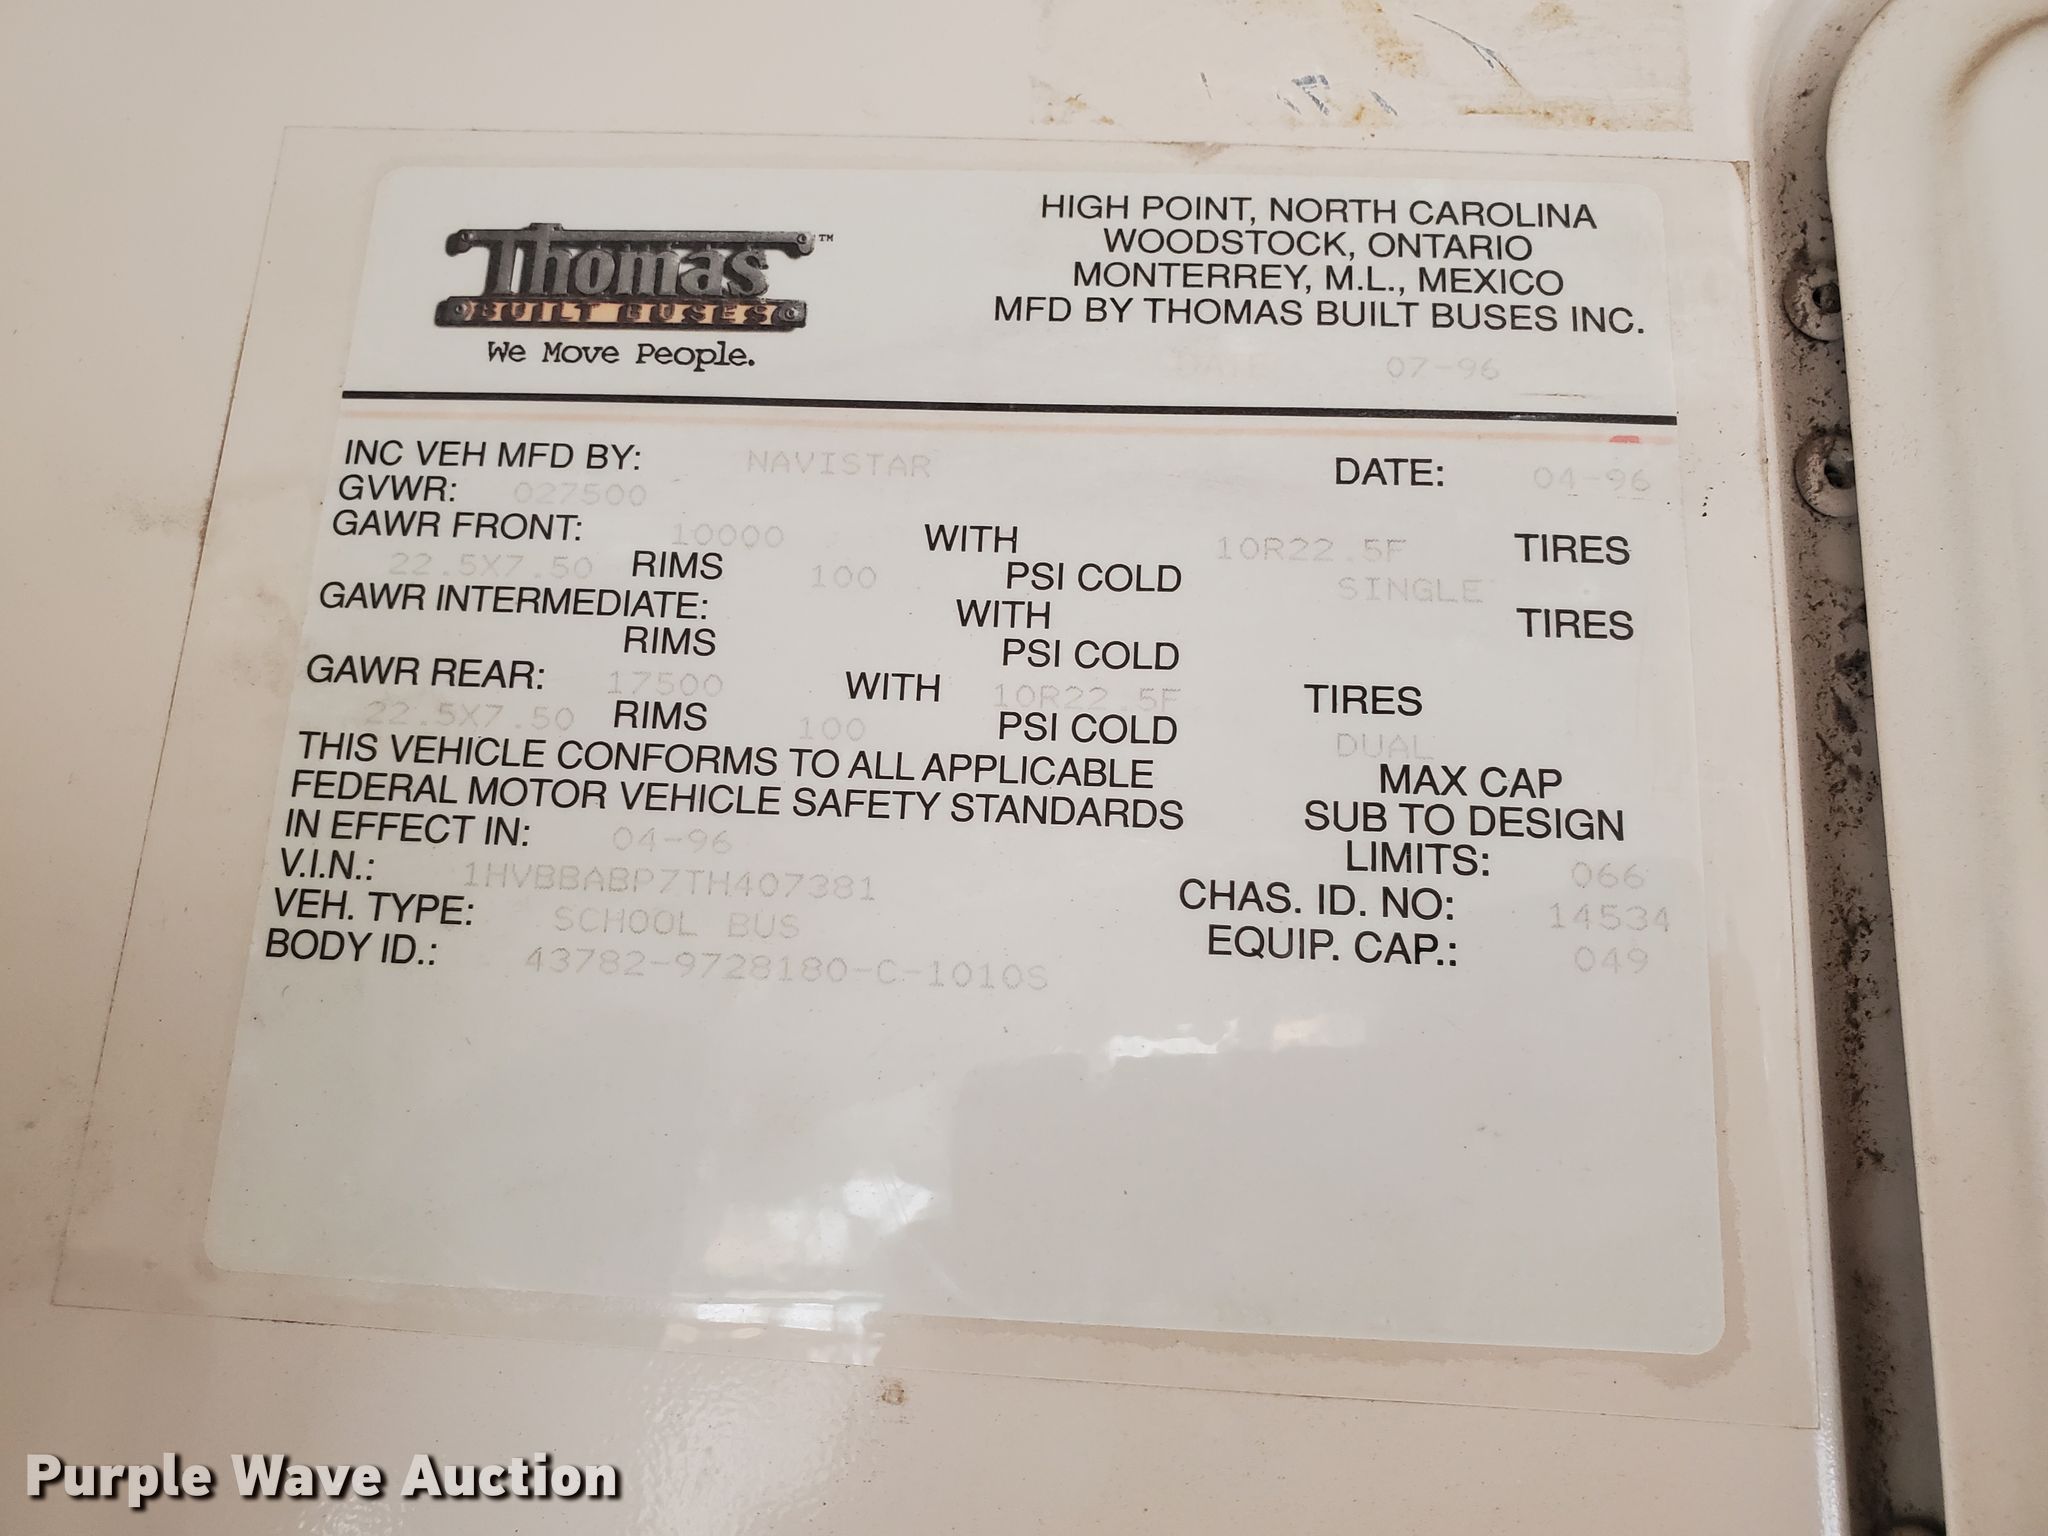 Thomas™
BUILT BUSES
We Move People.
HIGH POINT, NORTH CAROLINA
WOODSTOCK, ONTARIO
MONTERREY, M.L., MEXICO
MFD BY THOMAS BUILT BUSES INC.
DATE 07-96
INC VEH MFD BY: NAVISTAR DATE: 04-96
GVWR: 027500
GAWR FRONT: 10000 WITH 10R22.5F TIRES
22.5X7.50 RIMS 100 PSI COLD SINGLE
GAWR INTERMEDIATE: WITH TIRES
RIMS PSI COLD
GAWR REAR: 17500 WITH 10R22.5F TIRES
22.5X7.50 RIMS 100 PSI COLD DUAL
THIS VEHICLE CONFORMS TO ALL APPLICABLE
FEDERAL MOTOR VEHICLE SAFETY STANDARDS
IN EFFECT IN: 04-96
MAX CAP
SUB TO DESIGN
LIMITS: 066
V.I.N.: 1HVBBABP7TH407381
CHAS. ID. NO: 14534
VEH. TYPE: SCHOOL BUS
EQUIP. CAP.: 049
BODY ID.: 43782-9728180-C-1010S
Purple Wave Auction